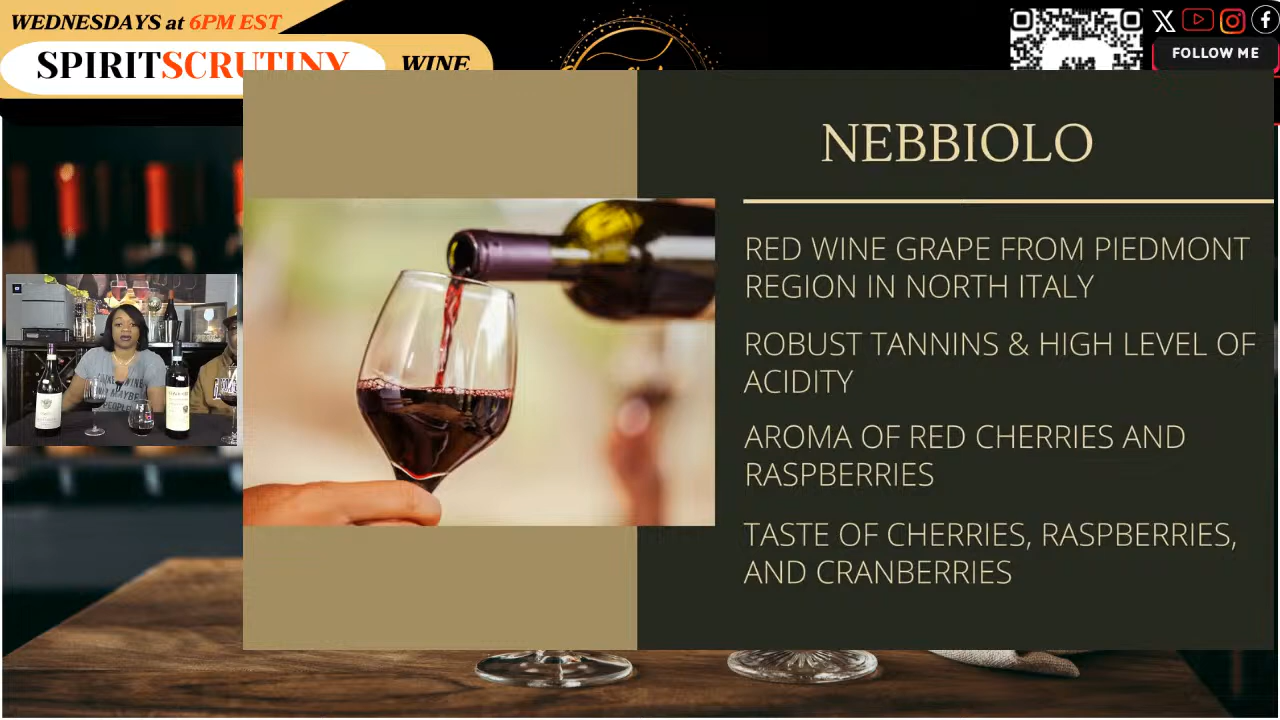 WEDNESDAYS at 6PM EST
SPIRITSCRUTINY
WINE
FOLLOW ME
NEBBIOLO
RED WINE GRAPE FROM PIEDMONT
REGION IN NORTH ITALY
ROBUST TANNINS & HIGH LEVEL OF
ACIDITY
AROMA OF RED CHERRIES AND
RASPBERRIES
TASTE OF CHERRIES, RASPBERRIES,
AND CRANBERRIES